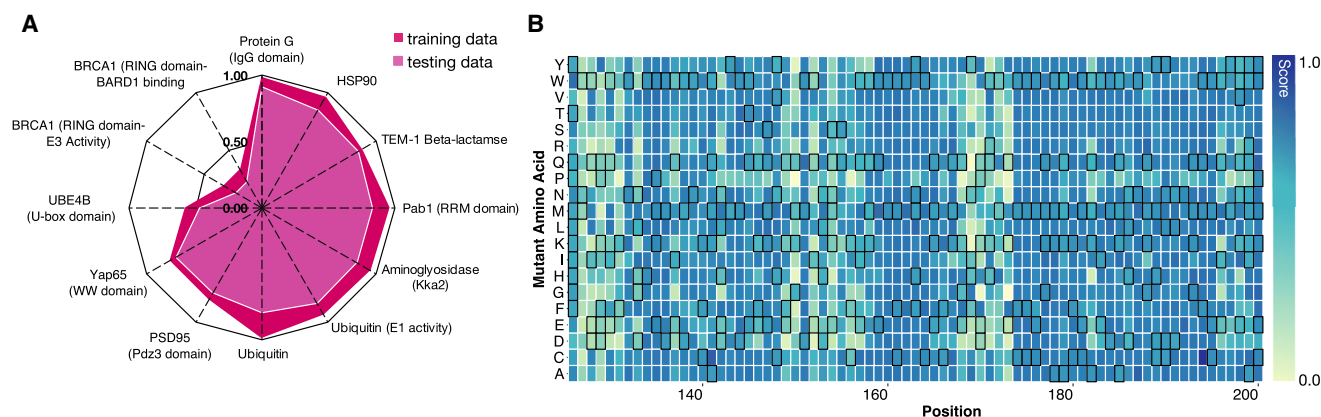 A
training data
testing data
Protein G
(IgG domain)
1.00
HSP90
BRCA1 (RING domain-
BARD1 binding
BRCA1 (RING domain-
E3 Activity)
0.50
TEM-1 Beta-lactamse
UBE4B
(U-box domain)
0.00
Pab1 (RRM domain)
Yap65
(WW domain)
Aminoglyosidase
(Kka2)
PSD95
(Pdz3 domain)
Ubiquitin
Ubiquitin (E1 activity)
B
Mutant Amino Acid
Y
W
V
T
S
R
Q
P
N
M
L
K
I
H
G
F
E
D
C
A
140
160
180
200
Position
Score
1.0
0.0